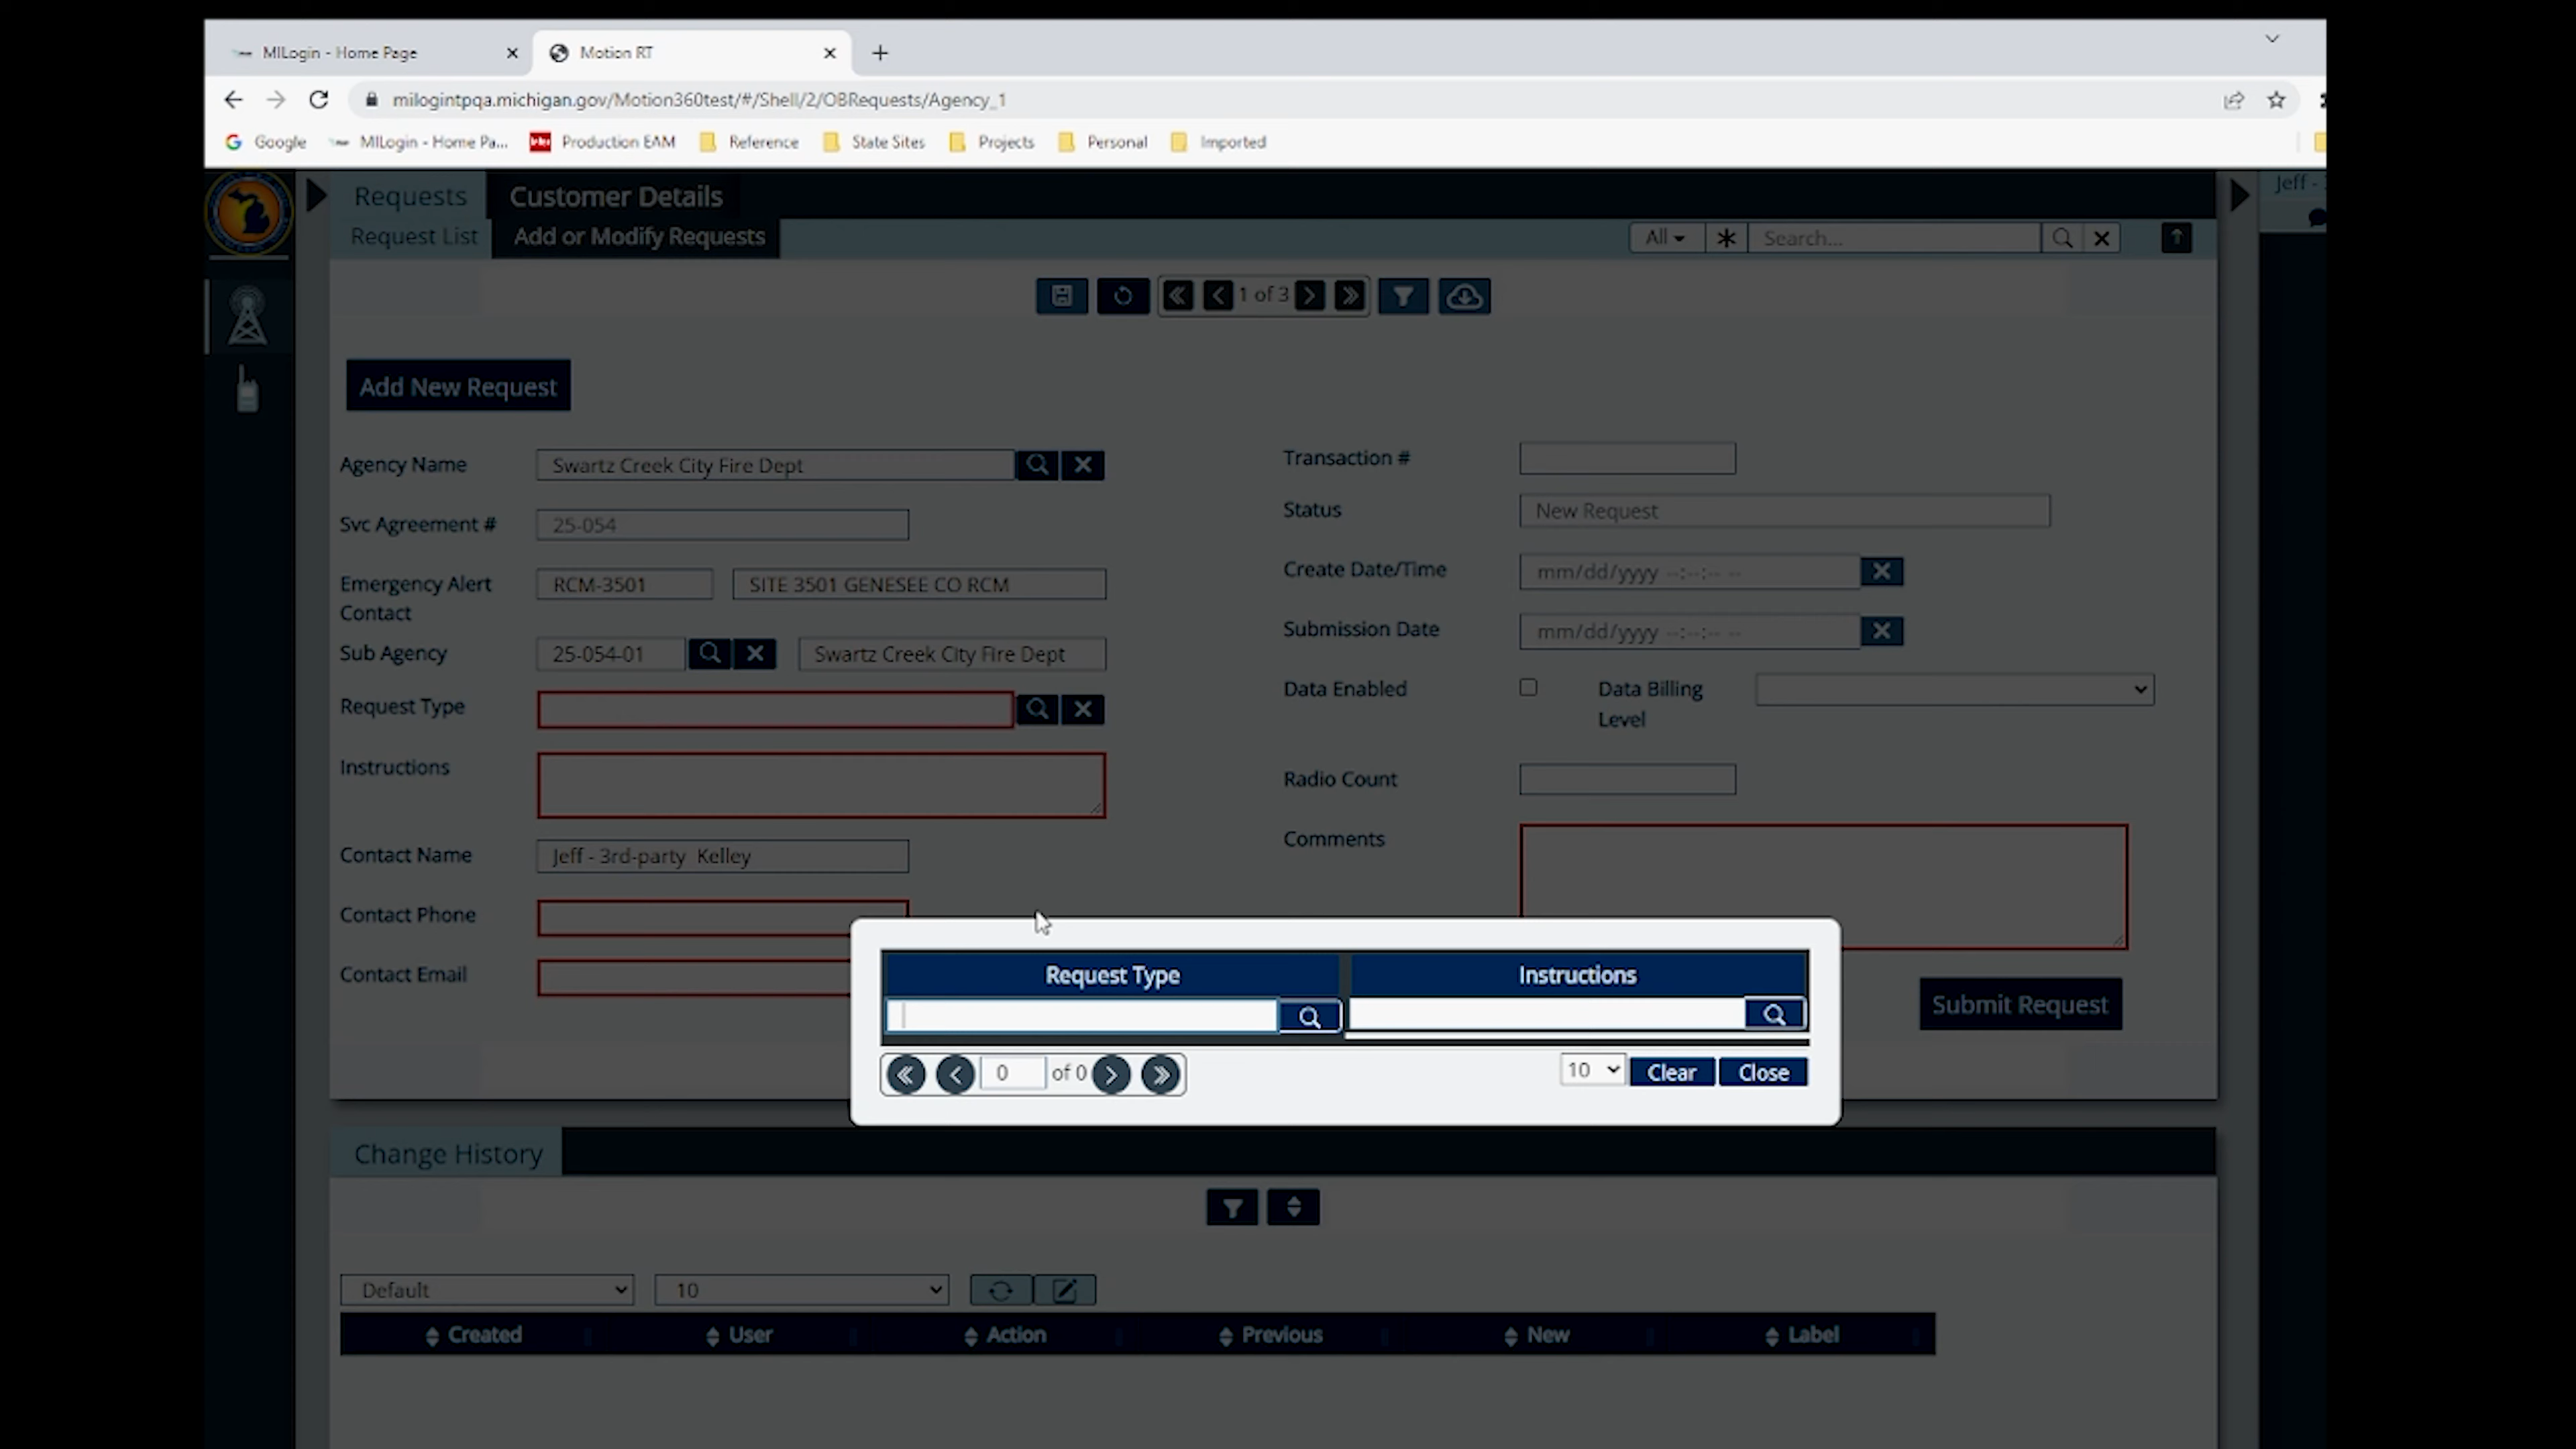 MILogin - Home Page
Motion RT
milogintpqa.michigan.gov/Motion360test/#/Shell/2/OBRequests/Agency_1
Google
MILogin - Home Pa...
Production EAM
Reference
State Sites
Projects
Personal
Imported
Requests
Customer Details
Jeff -
Request List
Add or Modify Requests
All
Search...
1 of 3
Add New Request
Agency Name
Swartz Creek City Fire Dept
Transaction #
Svc Agreement #
25-054
Status
New Request
Emergency Alert
Contact
RCM-3501
SITE 3501 GENESEE CO RCM
Create Date/Time
mm/dd/yyyy --:--:-- --
Sub Agency
25-054-01
Swartz Creek City Fire Dept
Submission Date
mm/dd/yyyy --:--:-- --
Request Type
Data Enabled
Data Billing
Level
Instructions
Radio Count
Contact Name
Jeff - 3rd-party Kelley
Comments
Contact Phone
Contact Email
Request Type
Instructions
Submit Request
0
of 0
10
Clear
Close
Change History
Default
10
Created
User
Action
Previous
New
Label